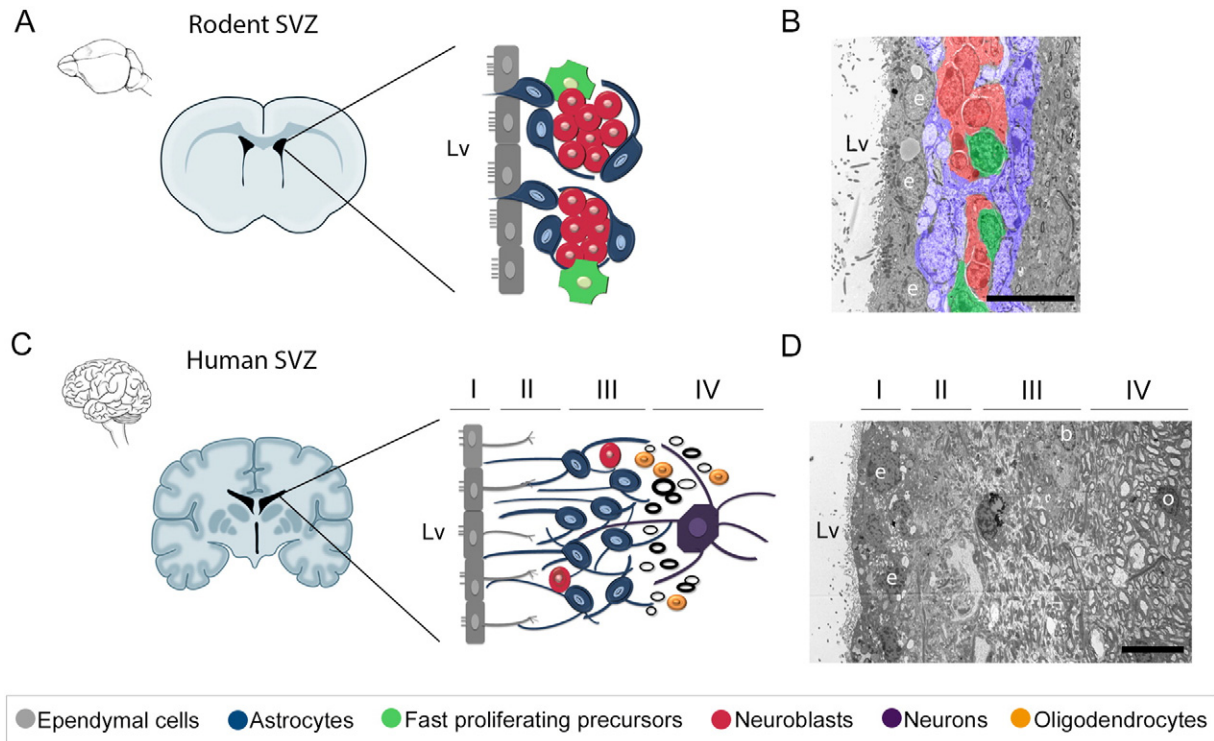 A
Rodent SVZ
Lv
B
Lv
e
e
e
C
Human SVZ
I II III IV
Lv
D
I II III IV
Lv
e
e
b
o
Ependymal cells Astrocytes Fast proliferating precursors Neuroblasts Neurons Oligodendrocytes